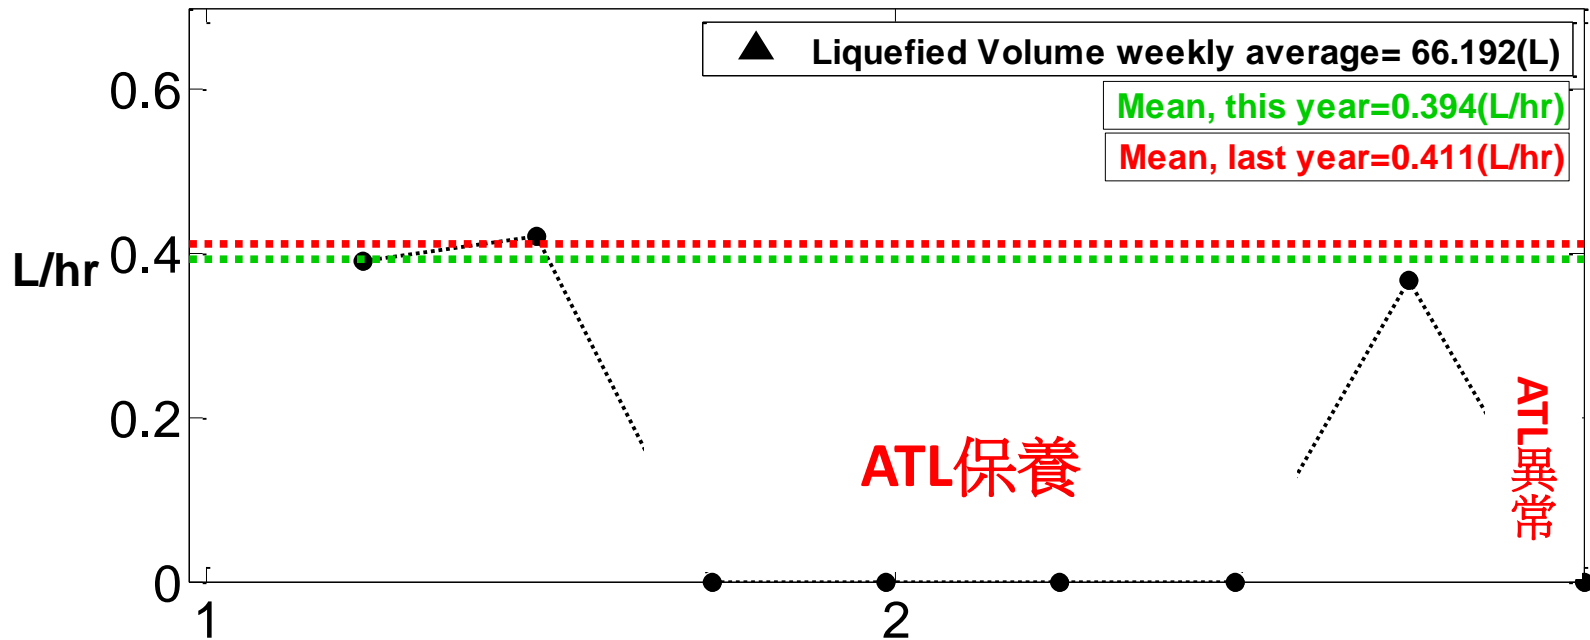 Liquefied Volume weekly average= 66.192(L)
Mean, this year=0.394(L/hr)
Mean, last year=0.411(L/hr)
0.6
L/hr
0.4
0.2
0
ATL保養
ATL異常
1
2